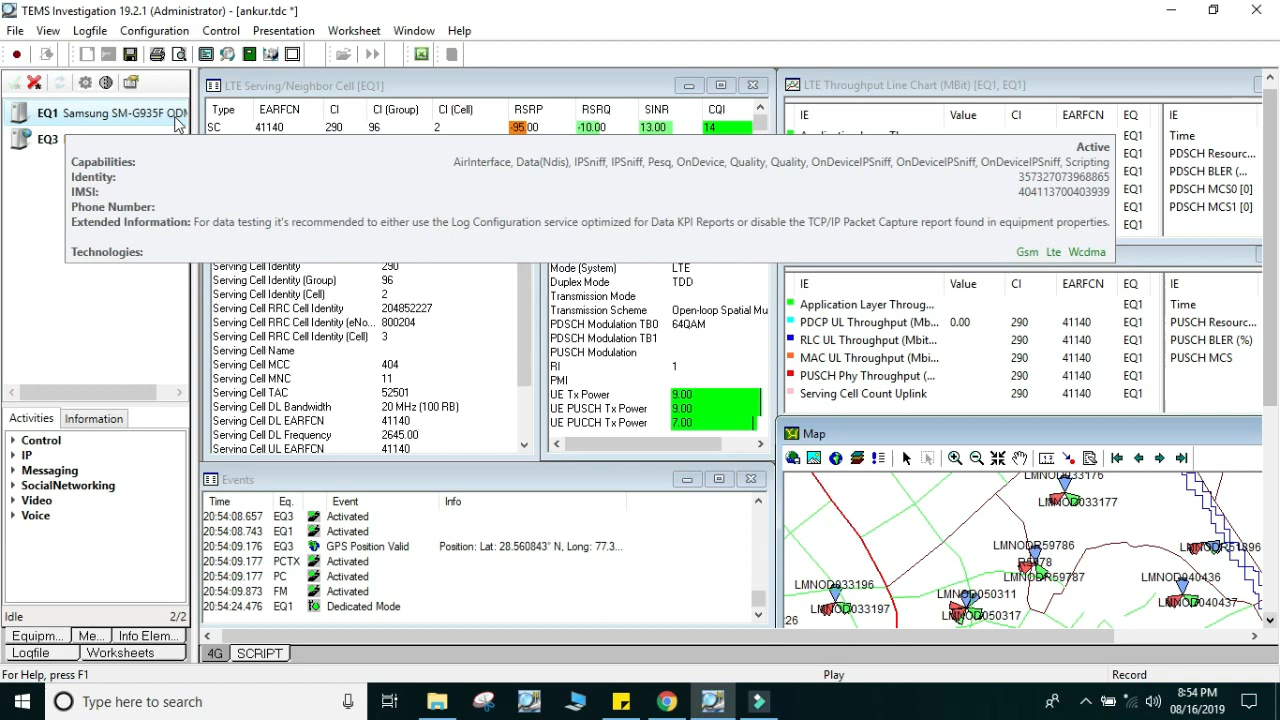 TEMS Investigation 19.2.1 (Administrator) - [ankur.tdc *]
File View Logfile Configuration Control Presentation Worksheet Window Help
EQ1 Samsung SM-G935F ODM
EQ3
LTE Serving/Neighbor Cell [EQ1]
Type EARFCN CI CI (Group) CI (Cell) RSRP RSRQ SINR CQI
SC 41140 290 96 2 -95.00 -10.00 13.00 14
LTE Throughput Line Chart (MBit) [EQ1, EQ1]
IE Value CI EARFCN EQ IE
EQ1 Time
EQ1 PDSCH Resourc...
EQ1 PDSCH BLER (...
EQ1 PDSCH MCS0 [0]
EQ1 PDSCH MCS1 [0]
EQ1
Active
Capabilities: AirInterface, Data(Ndis), IPSniff, IPSniff, Pesq, OnDevice, Quality, Quality, OnDeviceIPSniff, OnDeviceIPSniff, OnDeviceIPSniff, Scripting
Identity: 357327073968865
IMSI: 404113700403939
Phone Number:
Extended Information: For data testing it's recommended to either use the Log Configuration service optimized for Data KPI Reports or disable the TCP/IP Packet Capture report found in equipment properties.
Technologies: Gsm Lte Wcdma
Serving Cell Identity 290
Serving Cell Identity (Group) 96
Serving Cell Identity (Cell) 2
Serving Cell RRC Cell Identity 204852227
Serving Cell RRC Cell Identity (eNo... 800204
Serving Cell RRC Cell Identity (Cell) 3
Serving Cell Name
Serving Cell MCC 404
Serving Cell MNC 11
Serving Cell TAC 52501
Serving Cell DL Bandwidth 20 MHz (100 RB)
Serving Cell DL EARFCN 41140
Serving Cell DL Frequency 2645.00
Serving Cell UL EARFCN 41140
Mode (System) LTE
Duplex Mode TDD
Transmission Mode
Transmission Scheme Open-loop Spatial Mu
PDSCH Modulation TB0 64QAM
PDSCH Modulation TB1
PUSCH Modulation
RI 1
PMI
UE Tx Power 9.00
UE PUSCH Tx Power 9.00
UE PUCCH Tx Power 7.00
IE Value CI EARFCN EQ IE
Application Layer Throug... EQ1 Time
PDCP UL Throughput (Mb... 0.00 290 41140 EQ1 PUSCH Resourc...
RLC UL Throughput (Mbit... 290 41140 EQ1 PUSCH BLER (%)
MAC UL Throughput (Mbi... 290 41140 EQ1 PUSCH MCS
PUSCH Phy Throughput (... 290 41140 EQ1
Serving Cell Count Uplink 290 41140 EQ1
Activities Information
Control
IP
Messaging
SocialNetworking
Video
Voice
Idle 2/2
Equipm... Me... Info Elem...
Logfile Worksheets
Events
Time Eq. Event Info
20:54:08.657 EQ3 Activated
20:54:08.743 EQ1 Activated
20:54:09.176 EQ3 GPS Position Valid Position: Lat: 28.560843° N, Long: 77.3...
20:54:09.177 PCTX Activated
20:54:09.177 PC Activated
20:54:09.873 FM Activated
20:54:24.476 EQ1 Dedicated Mode
4G SCRIPT
Map
LMNOD033176
LMNOD033177
LMNODR59786
LMNODR59787
LMNOD033196
LMNOD033197
LMNOD050311
LMNOD050317
LMNOD040436
LMNOD040437
26
For Help, press F1 Play Record
Type here to search
8:54 PM
08/16/2019